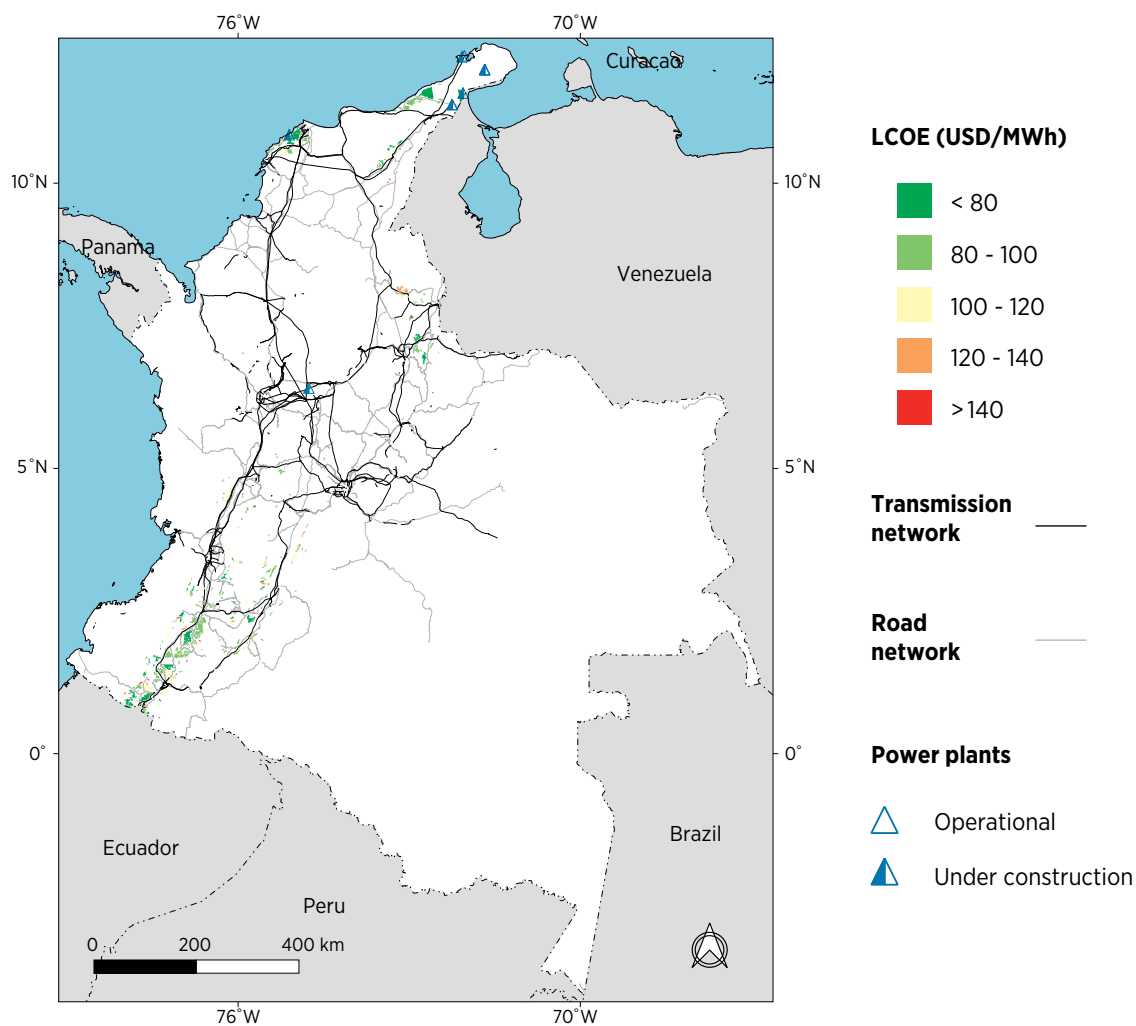 76˚W
70˚W
Curacao
10˚N
10˚N
Panama
Venezuela
5˚N
5˚N
0˚
0˚
Ecuador
Brazil
Peru
0
200
400 km
76˚W
70˚W
LCOE (USD/MWh)
< 80
80 - 100
100 - 120
120 - 140
>140
Transmission
network
Road
network
Power plants
Operational
Under construction